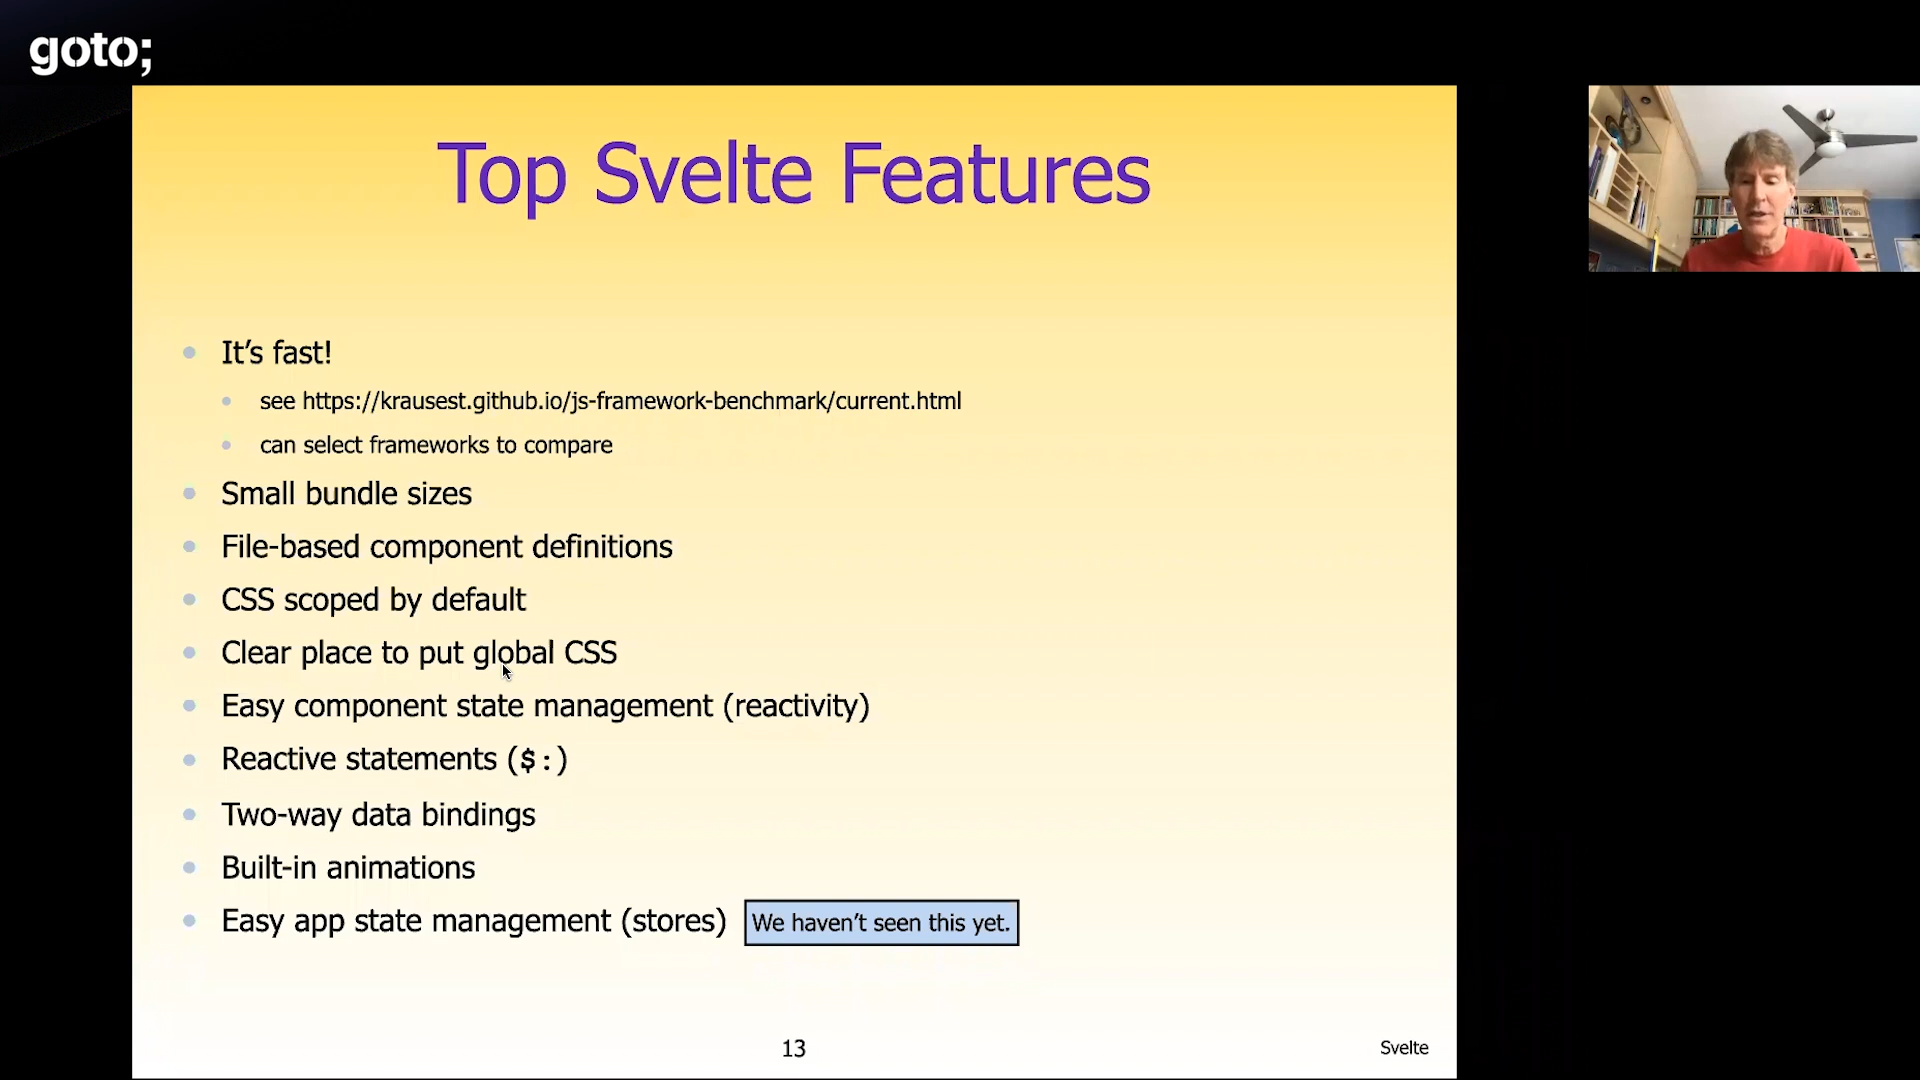 goto;
Top Svelte Features
It's fast!
see https://krausest.github.io/js-framework-benchmark/current.html
can select frameworks to compare
Small bundle sizes
File-based component definitions
CSS scoped by default
Clear place to put global CSS
Easy component state management (reactivity)
Reactive statements ($:)
Two-way data bindings
Built-in animations
Easy app state management (stores) We haven't seen this yet.
13
Svelte